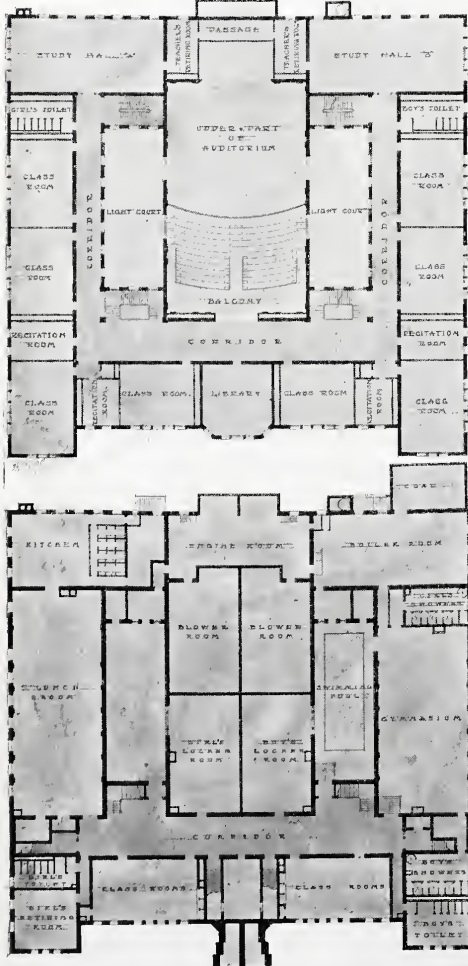 PASSAGE
STUDY HALL "A"
TEACHER'S
RETIRING ROOM
TEACHER'S
STUDY HALL "B"
GIRL'S TOILET
UPPER PART
OF
AUDITORIUM
BOY'S TOILET
CLASS
ROOM
CLASS
ROOM
CORRIDOR
LIGHT COURT
LIGHT COURT
CORRIDOR
CLASS
ROOM
CLASS
ROOM
BALCONY
RECITATION
ROOM
CORRIDOR
RECITATION
ROOM
CLASS
ROOM
RECITATION
ROOM
CLASS ROOM
LIBRARY
CLASS ROOM
RECITATION
ROOM
CLASS
ROOM
COAL
KITCHEN
ENGINE ROOM
BOILER ROOM
GIRL'S
SHOWERS
BLOWER
ROOM
BLOWER
ROOM
ROOM
SWIMMING
POOL
GYMNASIUM
GIRL'S
LOCKER
ROOM
BOY'S
LOCKER
ROOM
CORRIDOR
GIRL'S
TOILET
CLASS ROOMS
CLASS ROOMS
BOY'S
SHOWERS
GIRL'S
RETIRING
ROOM
BOY'S
TOILET